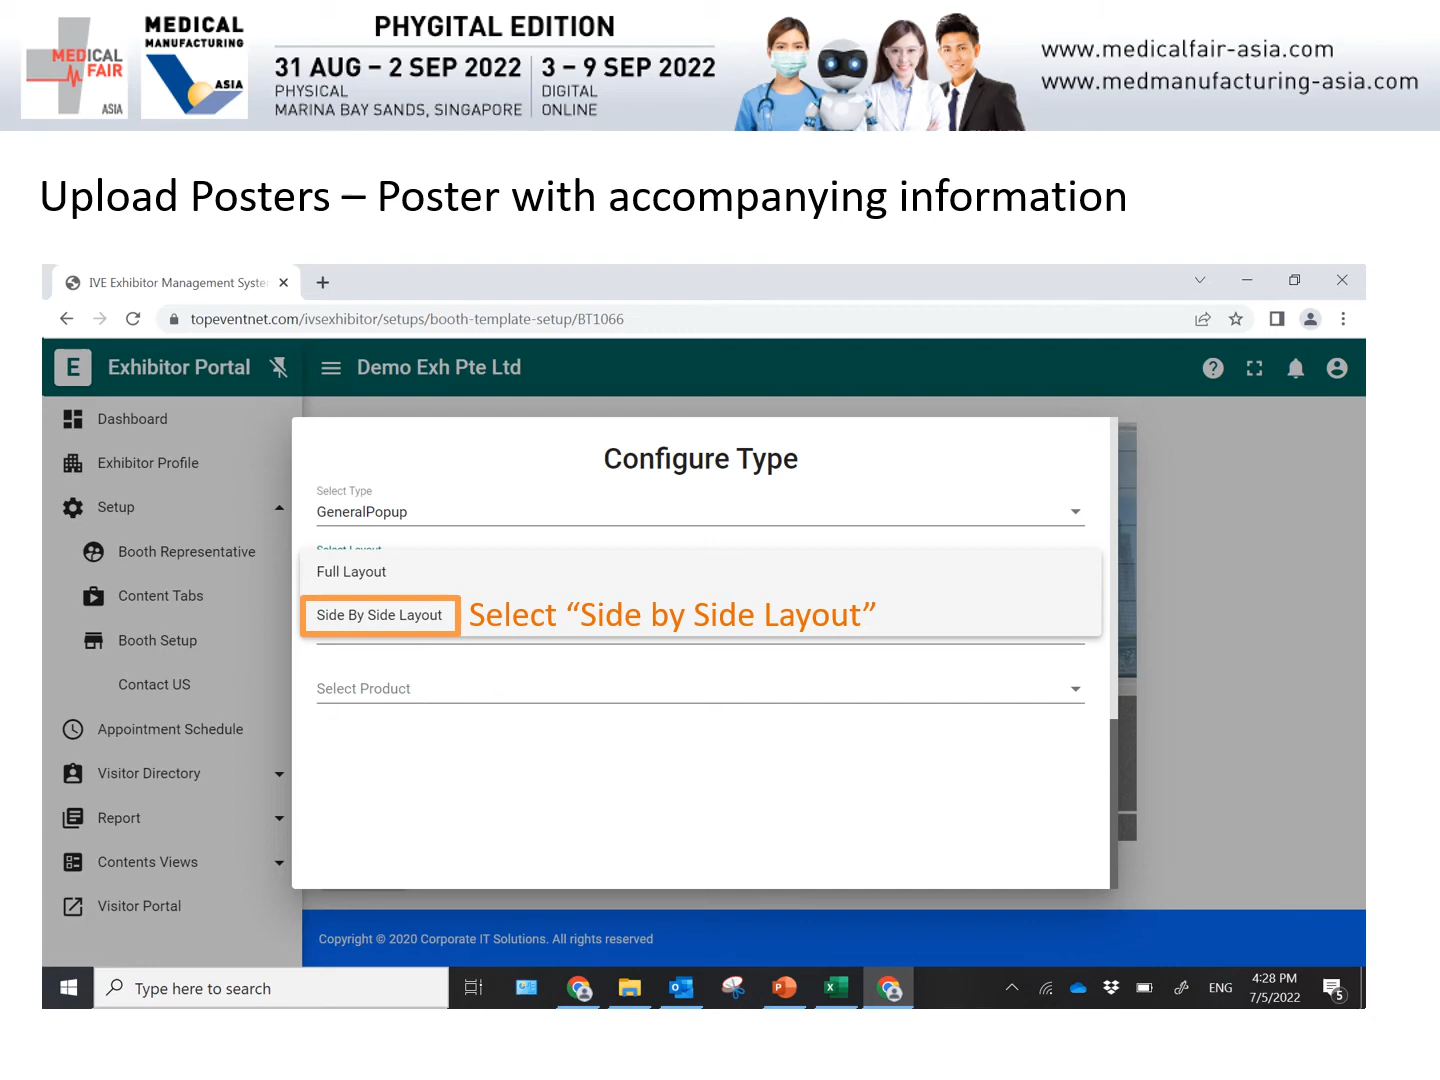 MEDICAL
FAIR
ASIA
MEDICAL
MANUFACTURING
ASIA
PHYGITAL EDITION
31 AUG – 2 SEP 2022
PHYSICAL
MARINA BAY SANDS, SINGAPORE
3 – 9 SEP 2022
DIGITAL
ONLINE
www.medicalfair-asia.com
www.medmanufacturing-asia.com
Upload Posters – Poster with accompanying information
IVE Exhibitor Management Syste
topeventnet.com/ivsexhibitor/setups/booth-template-setup/BT1066
E Exhibitor Portal
Demo Exh Pte Ltd
Dashboard
Exhibitor Profile
Setup
Booth Representative
Content Tabs
Booth Setup
Contact US
Appointment Schedule
Visitor Directory
Report
Contents Views
Visitor Portal
Configure Type
Select Type
GeneralPopup
Select Layout
Full Layout
Side By Side Layout
Select “Side by Side Layout”
Select Product
Copyright © 2020 Corporate IT Solutions. All rights reserved
Type here to search
ENG
4:28 PM
7/5/2022
5